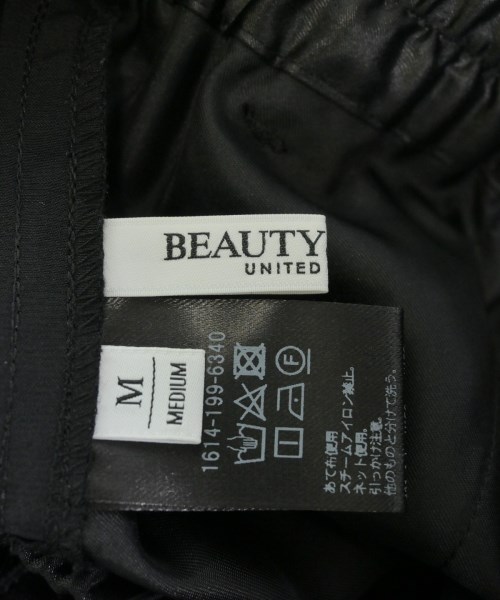 BEAUTY
UNITED
M
MEDIUM
1614-199-6340
F
あて布使用
スチームアイロン禁止
ネット使用
引っかけ注意
他のものと分けて洗う。